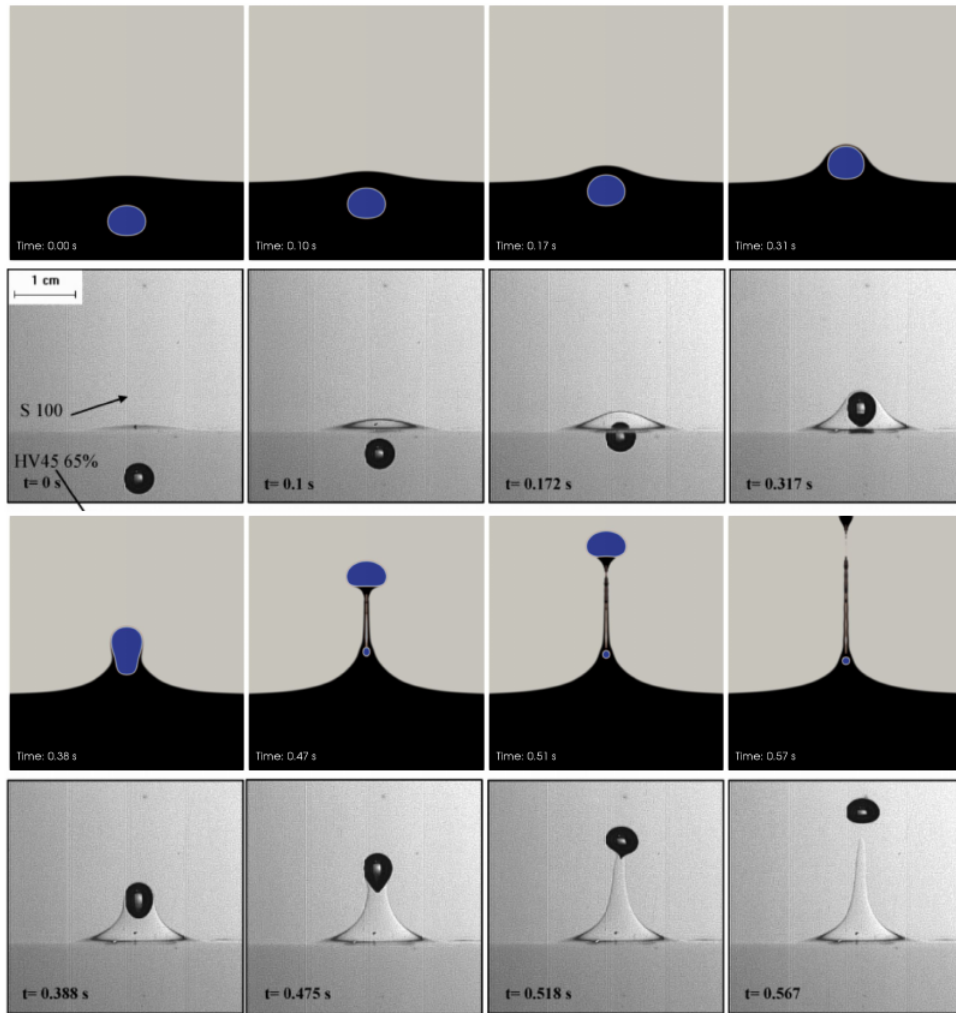 Time: 0.00 s
Time: 0.10 s
Time: 0.17 s
Time: 0.31 s
1 cm
S 100
HV45 65%
t= 0 s
t= 0.1 s
t= 0.172 s
t= 0.317 s
Time: 0.38 s
Time: 0.47 s
Time: 0.51 s
Time: 0.57 s
t= 0.388 s
t= 0.475 s
t= 0.518 s
t= 0.567